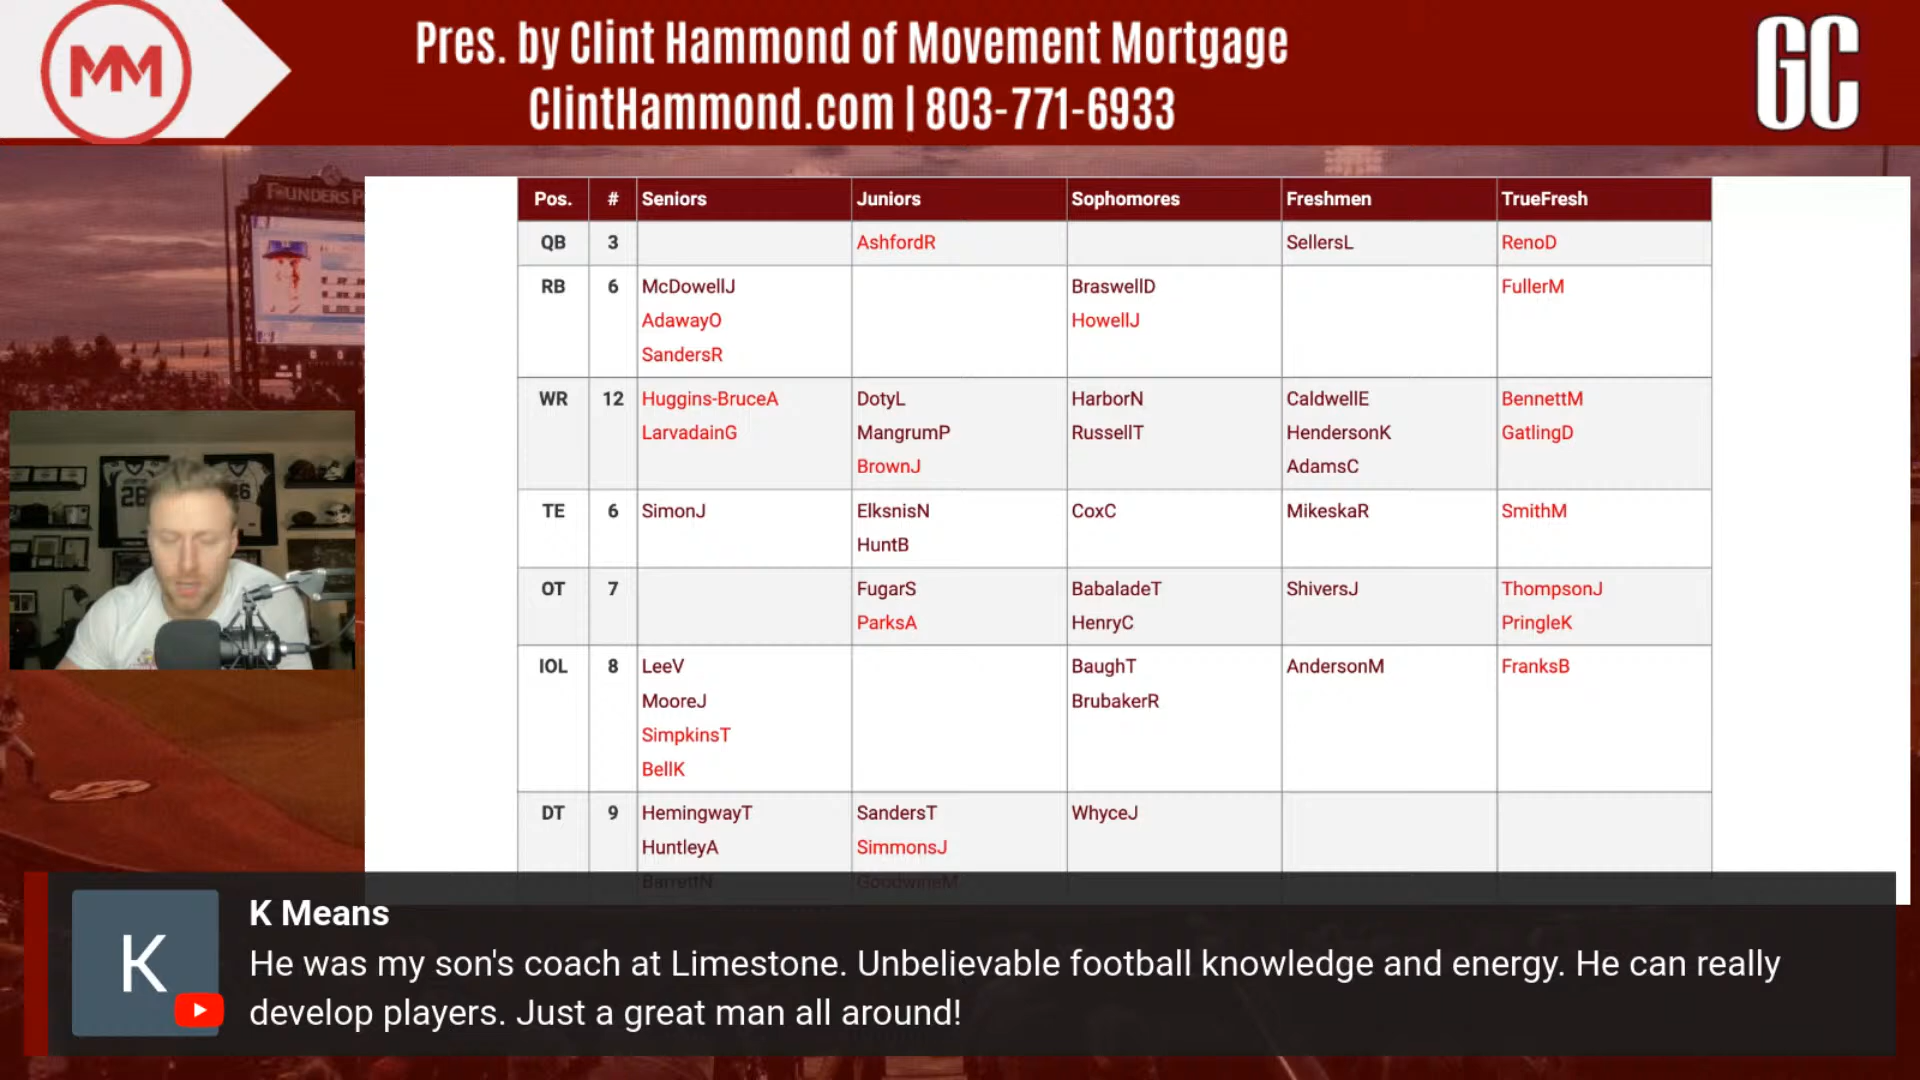 MM
Pres. by Clint Hammond of Movement Mortgage
ClintHammond.com | 803-771-6933
GC
FOUNDERS P
26
26
Pos. # Seniors Juniors Sophomores Freshmen TrueFresh
QB 3 AshfordR SellersL RenoD
RB 6 McDowellJ BraswellD FullerM
AdawayO HowellJ
SandersR
WR 12 Huggins-BruceA DotyL HarborN CaldwellE BennettM
LarvadainG MangrumP RussellT HendersonK GatlingD
BrownJ AdamsC
TE 6 SimonJ ElksnisN CoxC MikeskaR SmithM
HuntB
OT 7 FugarS BabaladeT ShiversJ ThompsonJ
ParksA HenryC PringleK
IOL 8 LeeV BaughT AndersonM FranksB
MooreJ BrubakerR
SimpkinsT
BellK
DT 9 HemingwayT SandersT WhyceJ
HuntleyA SimmonsJ
BarrettN GoodwineM
K
K Means
He was my son's coach at Limestone. Unbelievable football knowledge and energy. He can really
develop players. Just a great man all around!